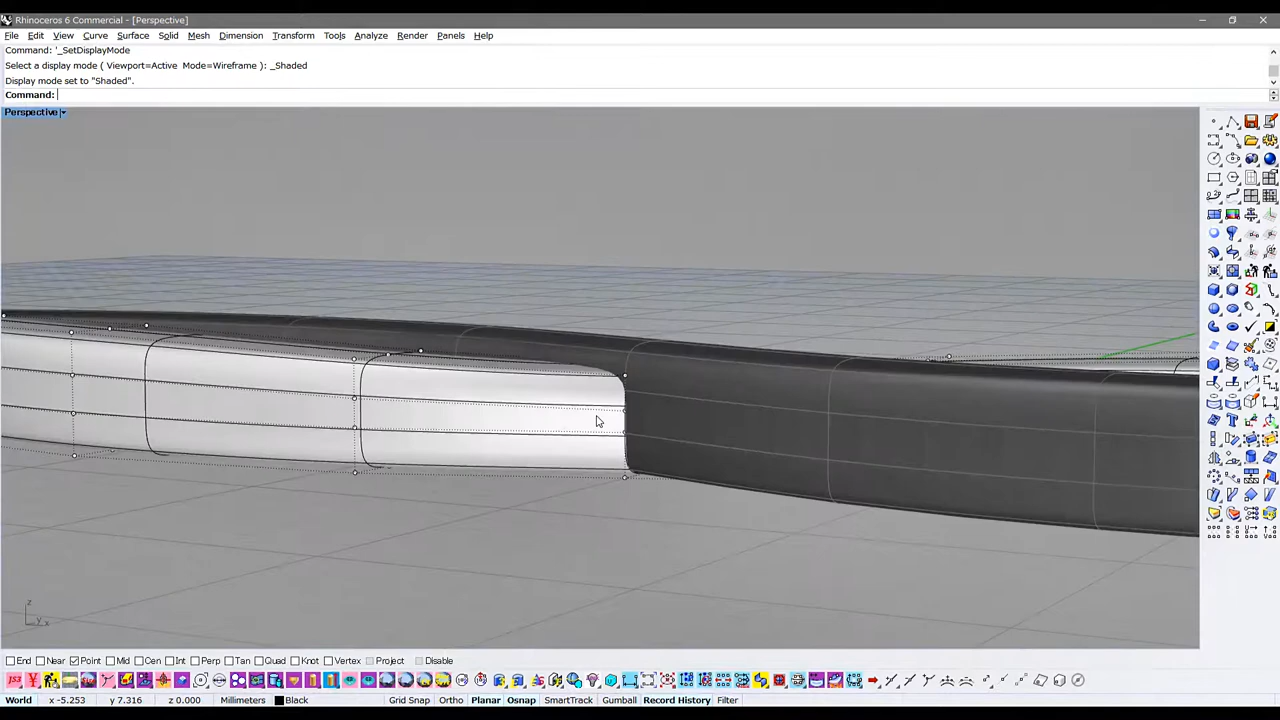 Rhinoceros 6 Commercial - [Perspective]
File Edit View Curve Surface Solid Mesh Dimension Transform Tools Analyze Render Panels Help
Command: '_SetDisplayMode
Select a display mode ( Viewport=Active  Mode=Wireframe ): _Shaded
Display mode set to "Shaded".
Command:
Perspective
z
y x
End Near Point Mid Cen Int Perp Tan Quad Knot Vertex Project Disable
World x -5.253 y 7.316 z 0.000 Millimeters Black Grid Snap Ortho Planar Osnap SmartTrack Gumball Record History Filter